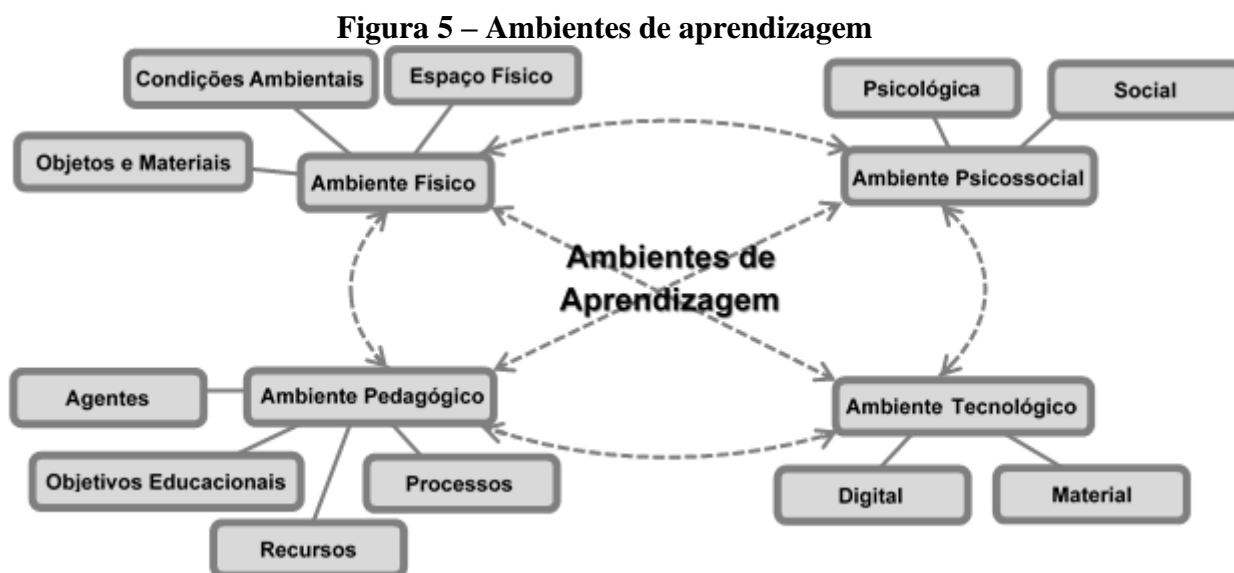 Figura 5 – Ambientes de aprendizagem
Condições Ambientais
Espaço Físico
Objetos e Materiais
Ambiente Físico
Psicológica
Social
Ambiente Psicossocial
Ambientes de
Aprendizagem
Agentes
Ambiente Pedagógico
Objetivos Educacionais
Processos
Recursos
Ambiente Tecnológico
Digital
Material